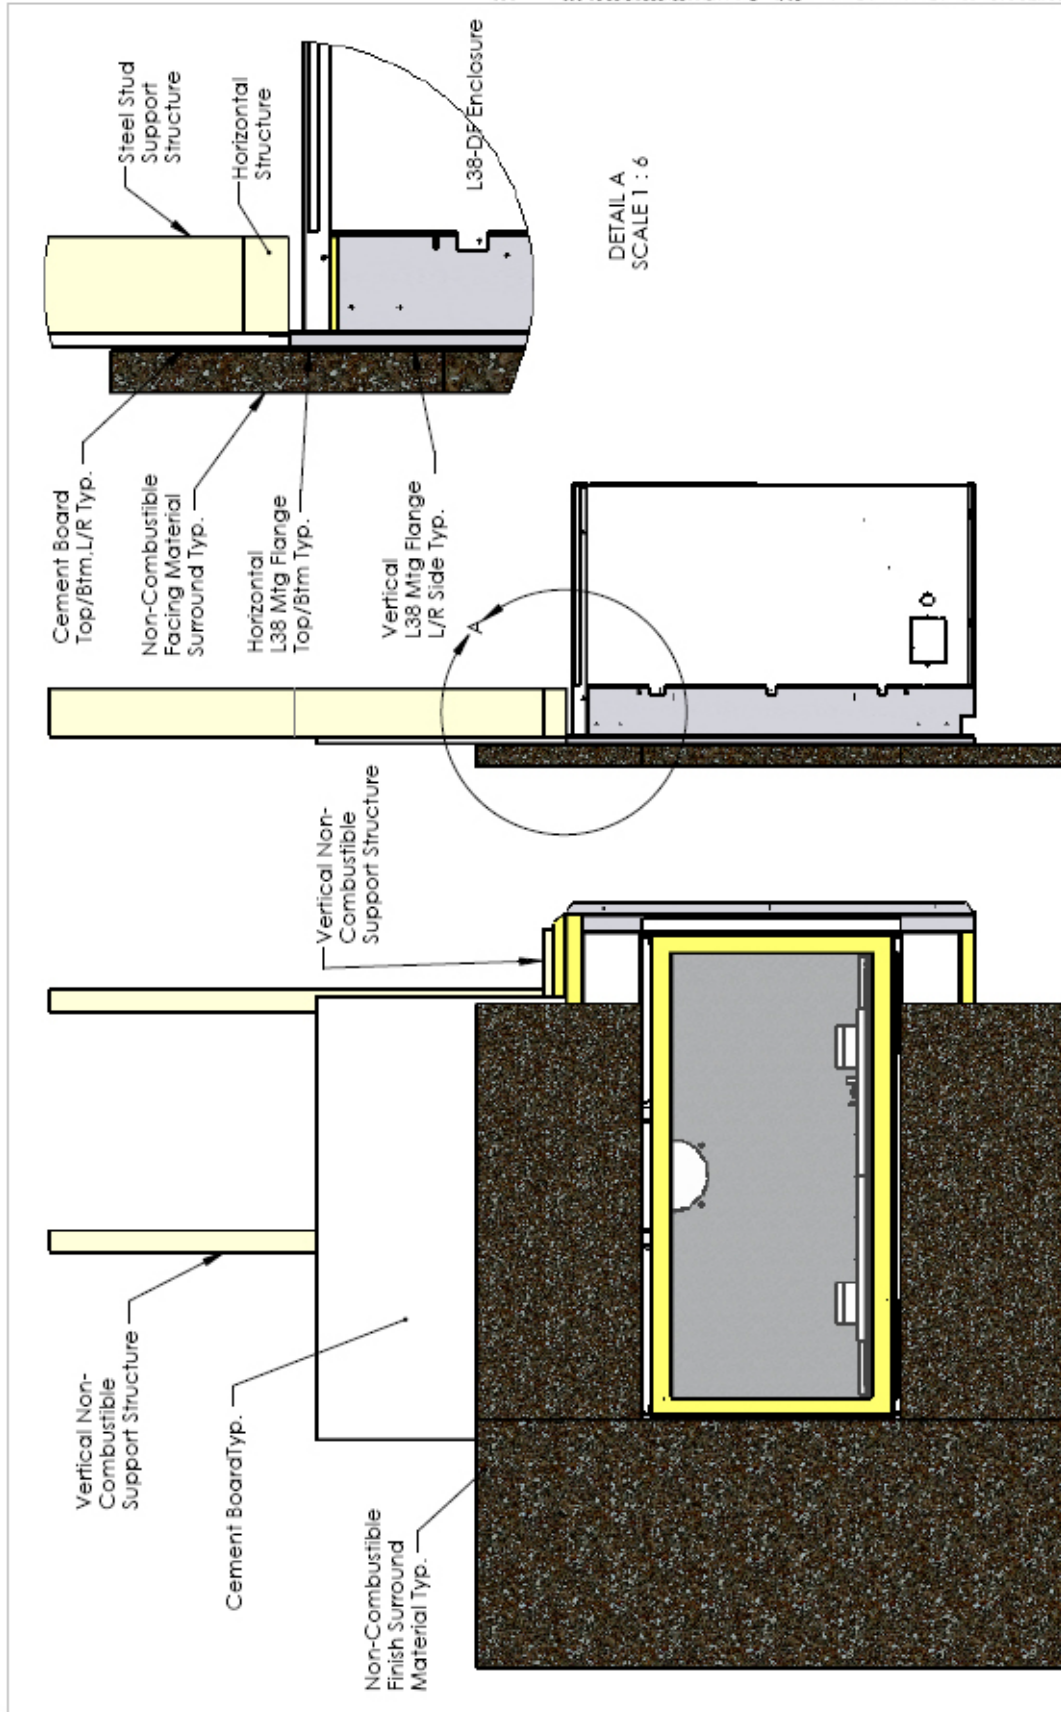 Vertical Non-
Combustible
Support Structure
Cement BoardTyp.
Non-Combustible
Finish Surround
Material Typ.
Vertical Non-
Combustible
Support Structure
Cement Board
Top/Btm,L/R Typ.
Non-Combustible
Facing Material
Surround Typ.
Horizontal
L38 Mtg Flange
Top/Btm Typ.
Vertical
L38 Mtg Flange
L/R Side Typ.
A
Steel Stud
Support
Structure
Horizontal
Structure
L38-DF Enclosure
DETAIL A
SCALE 1 : 6